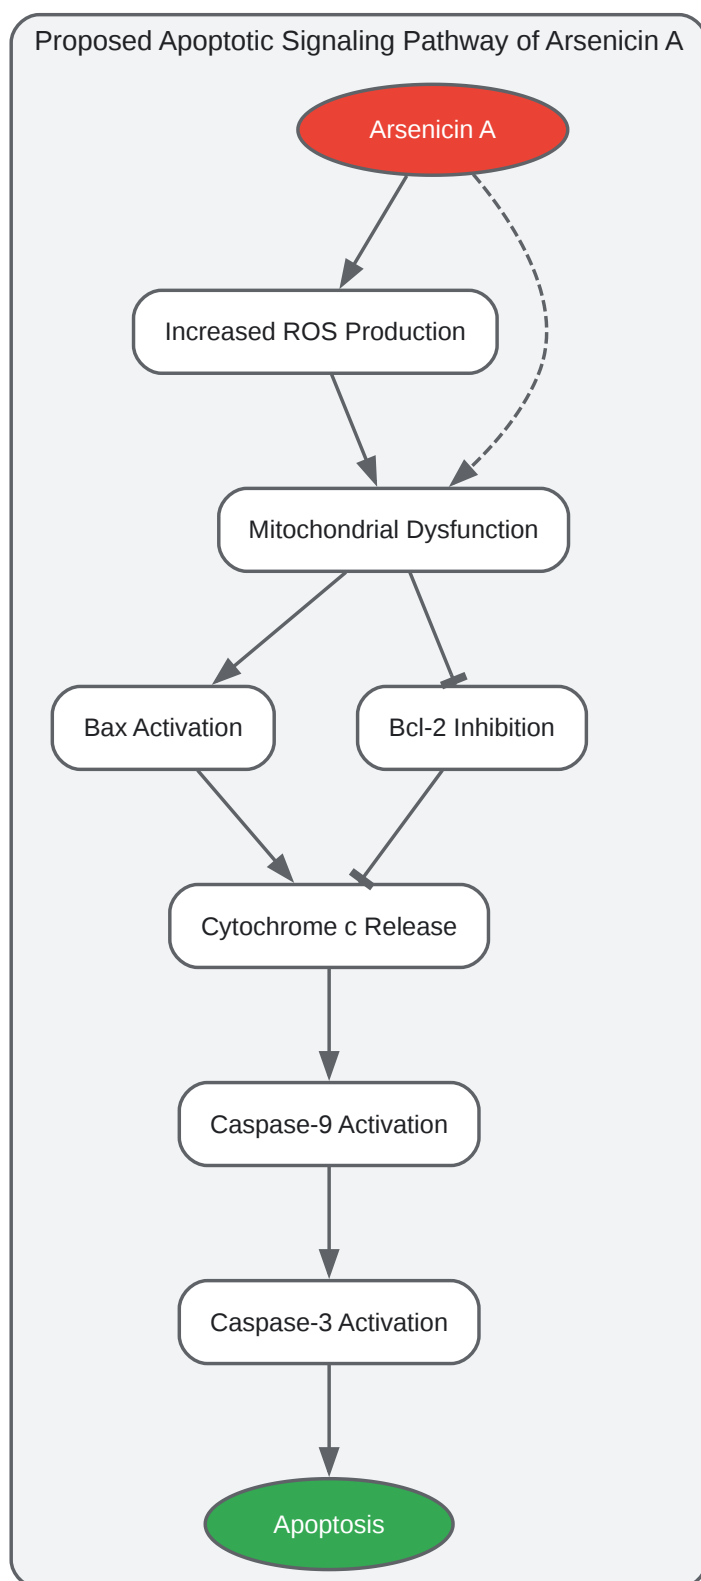 Proposed Apoptotic Signaling Pathway of Arsenicin A
Arsenicin A
Increased ROS Production
Mitochondrial Dysfunction
Bax Activation
Bcl-2 Inhibition
Cytochrome c Release
Caspase-9 Activation
Caspase-3 Activation
Apoptosis